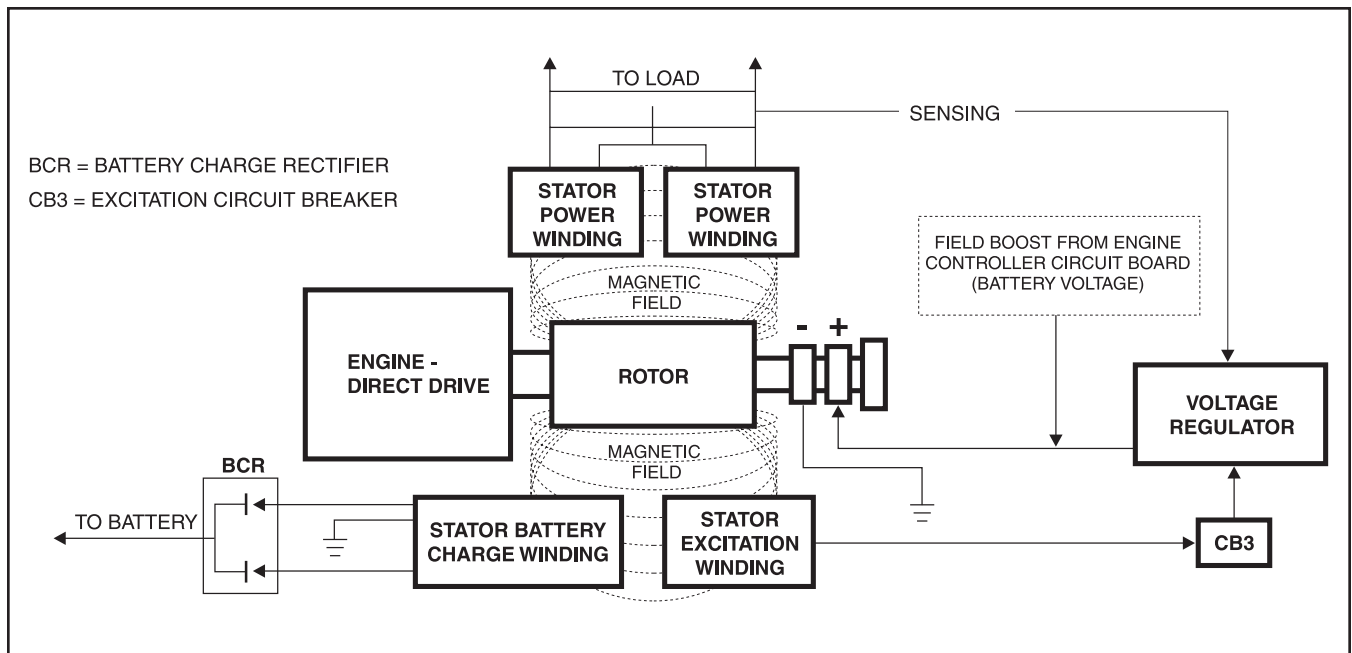 TO LOAD
SENSING
BCR = BATTERY CHARGE RECTIFIER
CB3 = EXCITATION CIRCUIT BREAKER
STATOR
POWER
WINDING
STATOR
POWER
WINDING
FIELD BOOST FROM ENGINE
CONTROLLER CIRCUIT BOARD
(BATTERY VOLTAGE)
MAGNETIC
FIELD
ENGINE -
DIRECT DRIVE
ROTOR
- +
VOLTAGE
REGULATOR
MAGNETIC
FIELD
BCR
TO BATTERY
STATOR BATTERY
CHARGE WINDING
STATOR
EXCITATION
WINDING
CB3